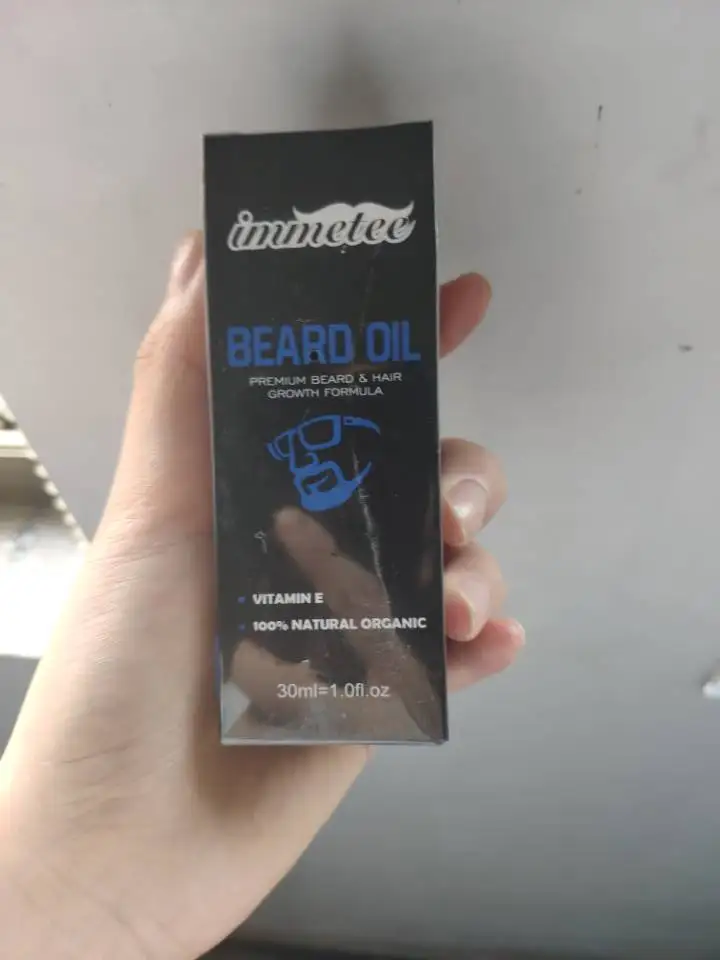 immetee
BEARD OIL
PREMIUM BEARD & HAIR
GROWTH FORMULA
VITAMIN E
100% NATURAL ORGANIC
30ml=1.0fl.oz